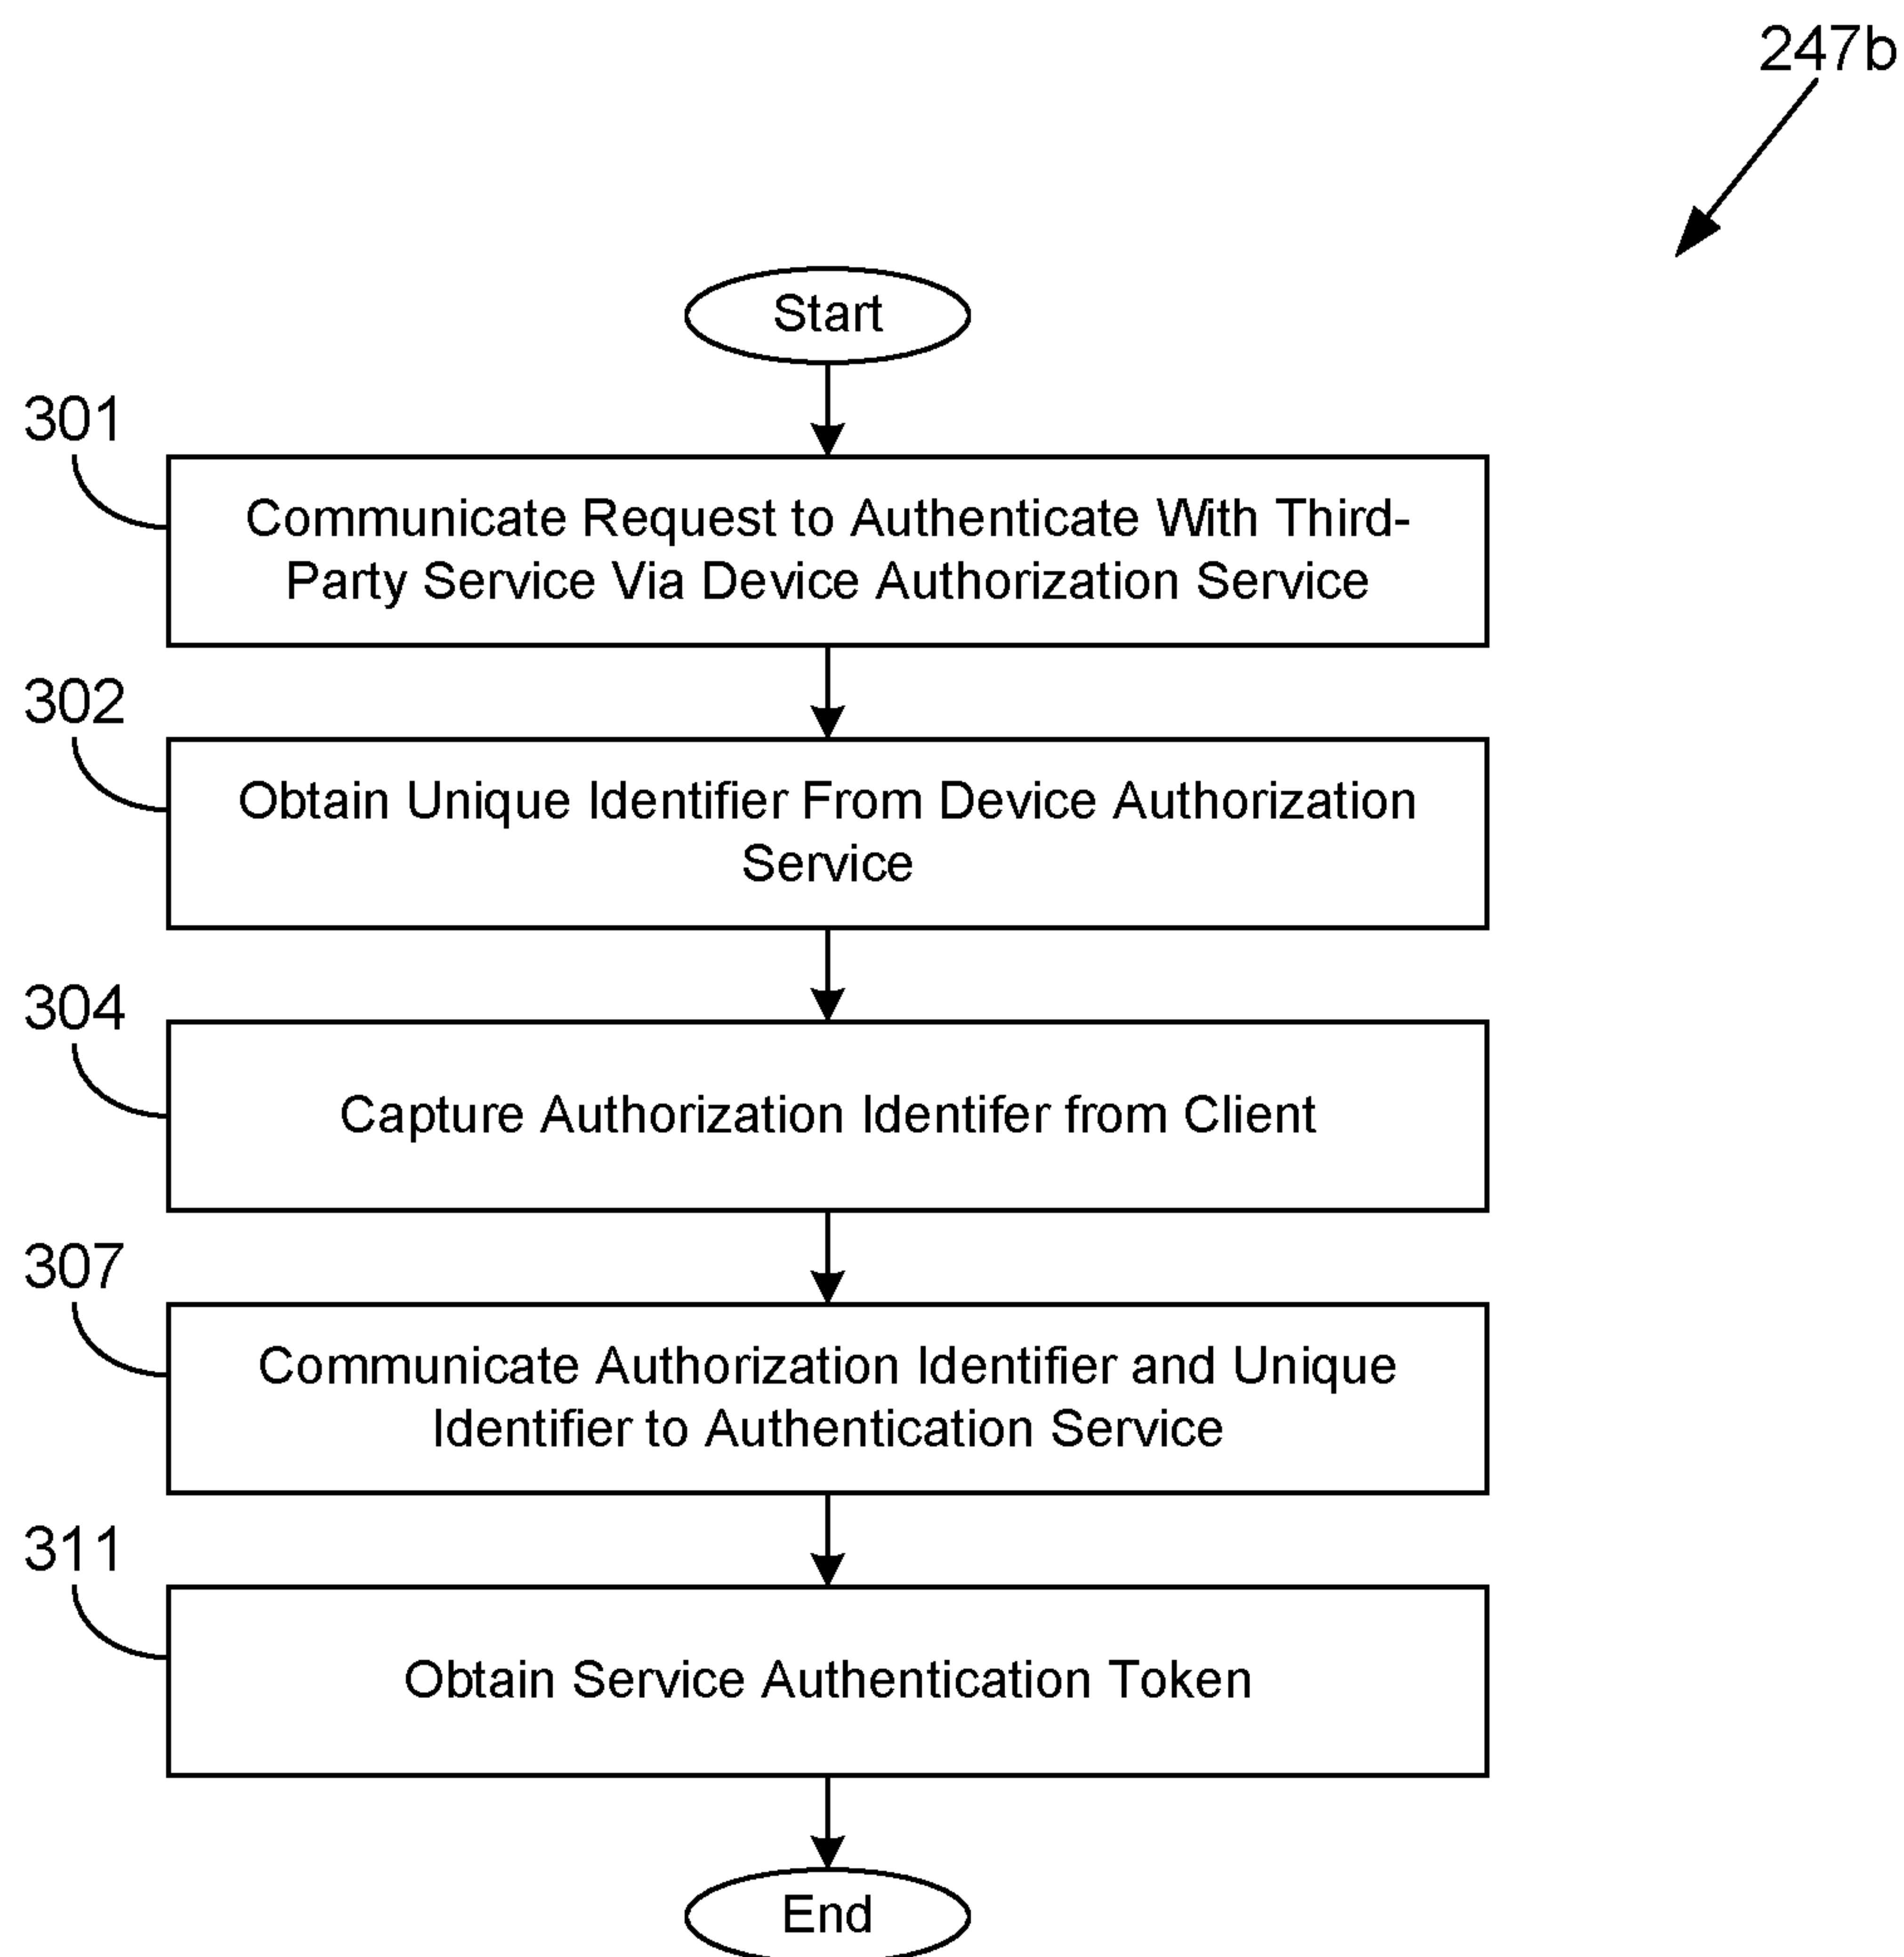 247b
Start
301
Communicate Request to Authenticate With Third-
Party Service Via Device Authorization Service
302
Obtain Unique Identifier From Device Authorization
Service
304
Capture Authorization Identifer from Client
307
Communicate Authorization Identifier and Unique
Identifier to Authentication Service
311
Obtain Service Authentication Token
End